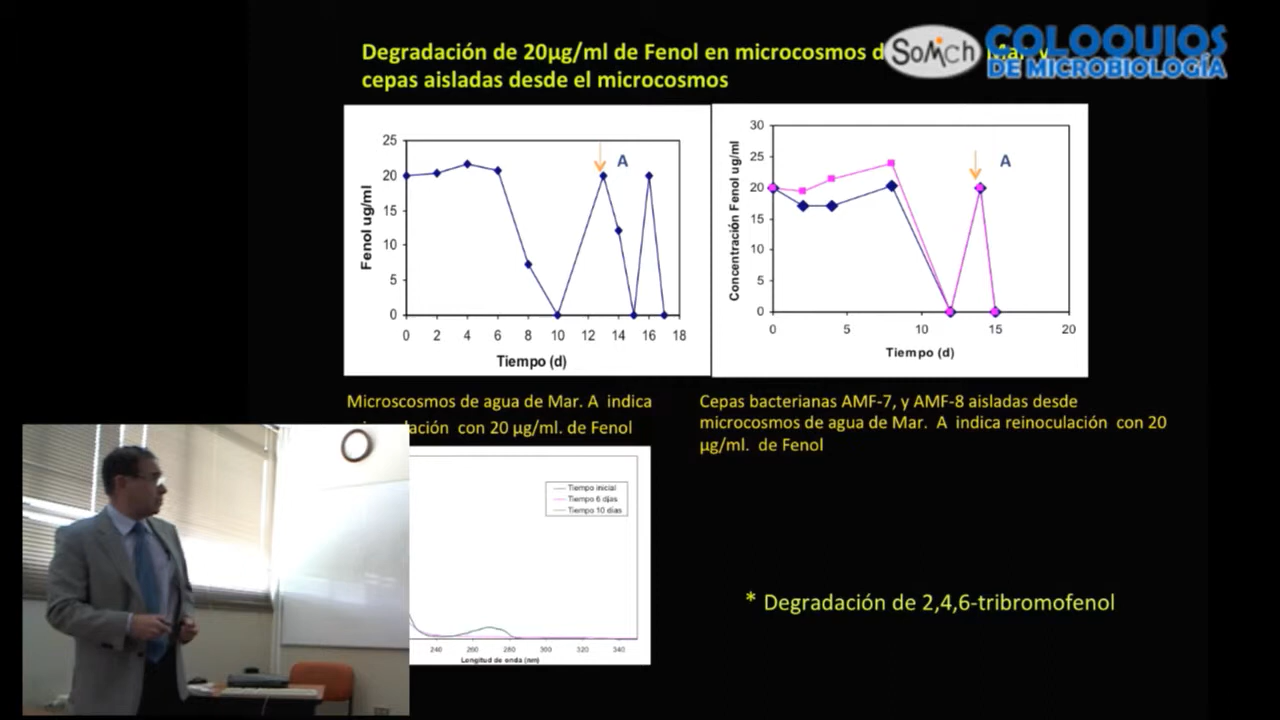 Degradación de 20µg/ml de Fenol en microcosmos
cepas aisladas desde el microcosmos
SoMich
COLOQUIOS
DE MICROBIOLOGÍA
25
20
15
10
5
0
Fenol ug/ml
A
0 2 4 6 8 10 12 14 16 18
Tiempo (d)
30
25
20
15
10
5
0
Concentración Fenol ug/ml
A
0 5 10 15 20
Tiempo (d)
Microscosmos de agua de Mar. A indica
con 20 µg/ml. de Fenol
Cepas bacterianas AMF-7, y AMF-8 aisladas desde
microcosmos de agua de Mar. A indica reinoculación con 20
µg/ml. de Fenol
Tiempo inicial
Tiempo 6 días
Tiempo 10 días
240 260 280 300 320 340
Longitud de onda (nm)
* Degradación de 2,4,6-tribromofenol